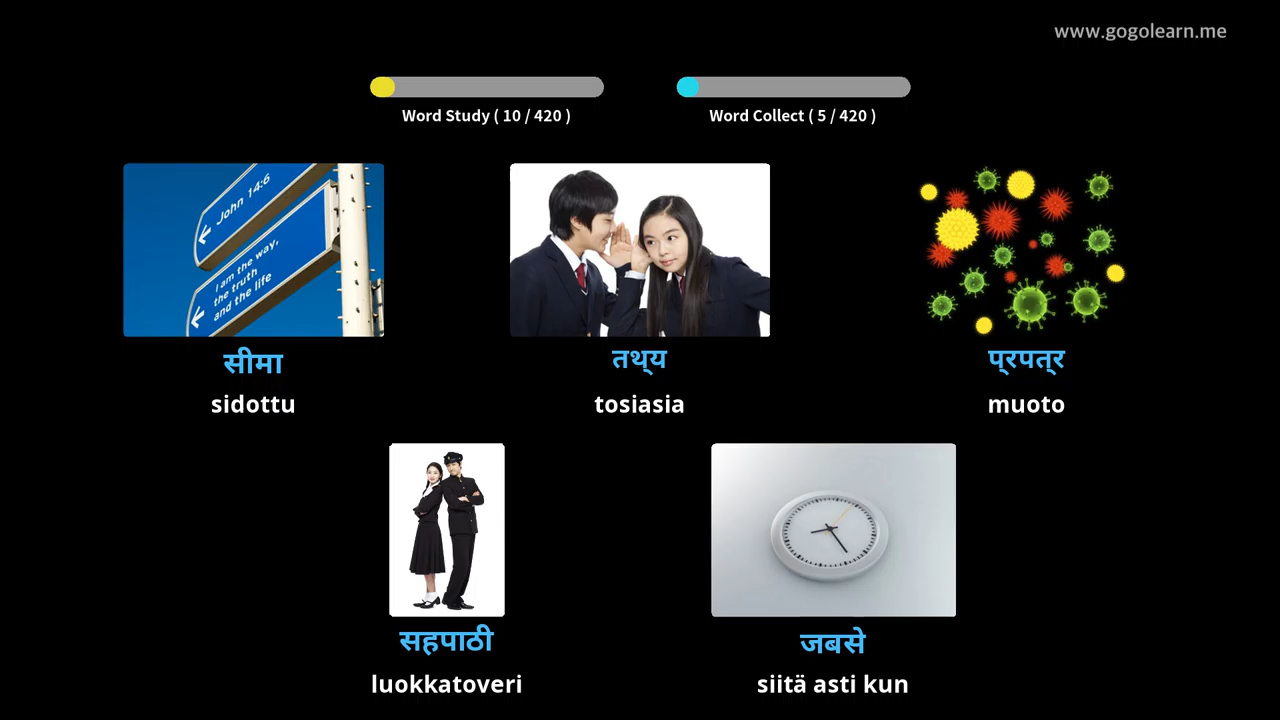 www.gogolearn.me
Word Study ( 10 / 420 )
Word Collect ( 5 / 420 )
John 14:6
I am the way,
the truth
and the life
सीमा
तथ्य
प्रपत्र
sidottu
tosiasia
muoto
सहपाठी
जबसे
luokkatoveri
siitä asti kun